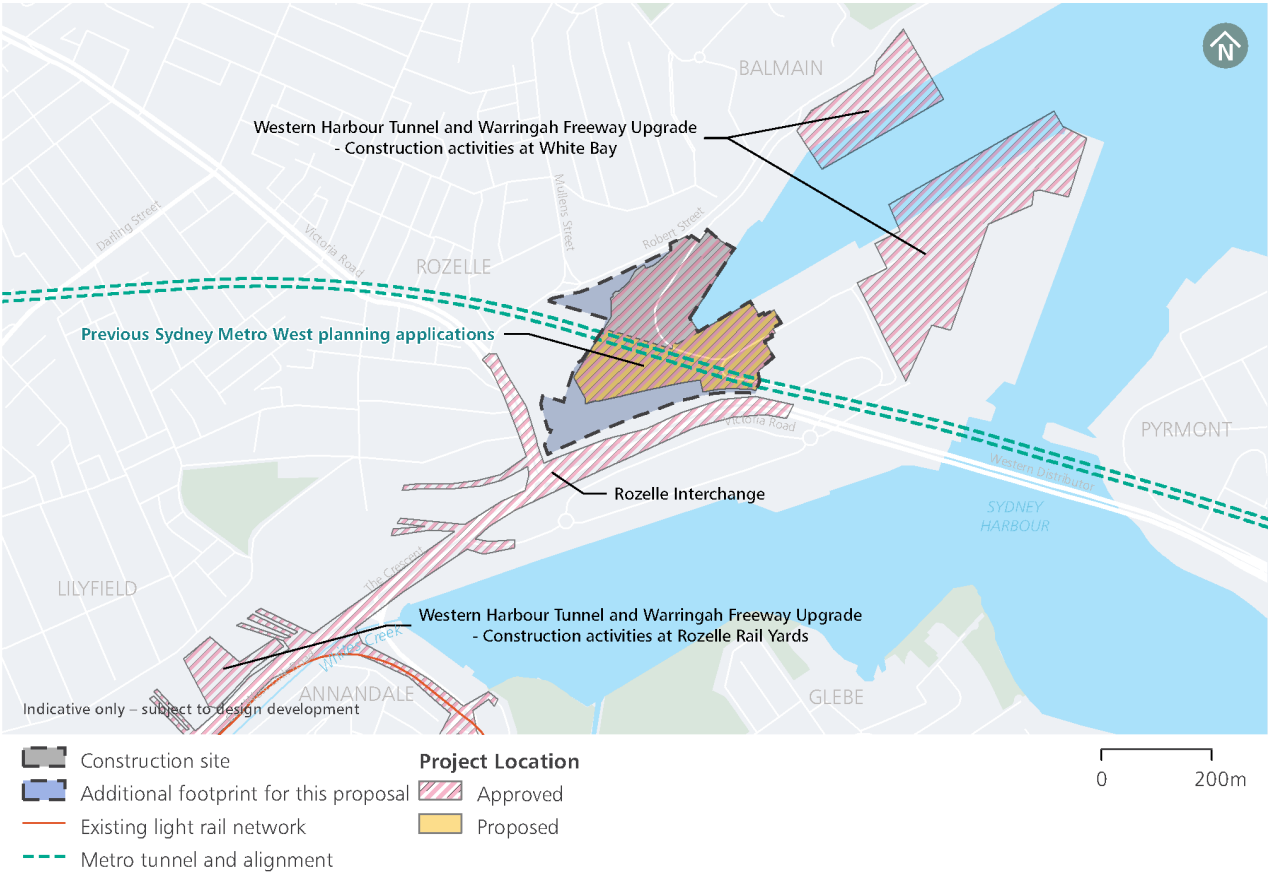 N
BALMAIN
Western Harbour Tunnel and Warringah Freeway Upgrade
- Construction activities at White Bay
Mullens Street
Darling Street
Robert Street
Victoria Road
ROZELLE
Previous Sydney Metro West planning applications
Victoria Road
PYRMONT
Western Distributor
Rozelle Interchange
SYDNEY
HARBOUR
The Crescent
LILYFIELD
Western Harbour Tunnel and Warringah Freeway Upgrade
- Construction activities at Rozelle Rail Yards
Whites Creek
ANNANDALE
GLEBE
Indicative only – subject to design development
Construction site
Additional footprint for this proposal
Existing light rail network
Metro tunnel and alignment
Project Location
Approved
Proposed
0 200m